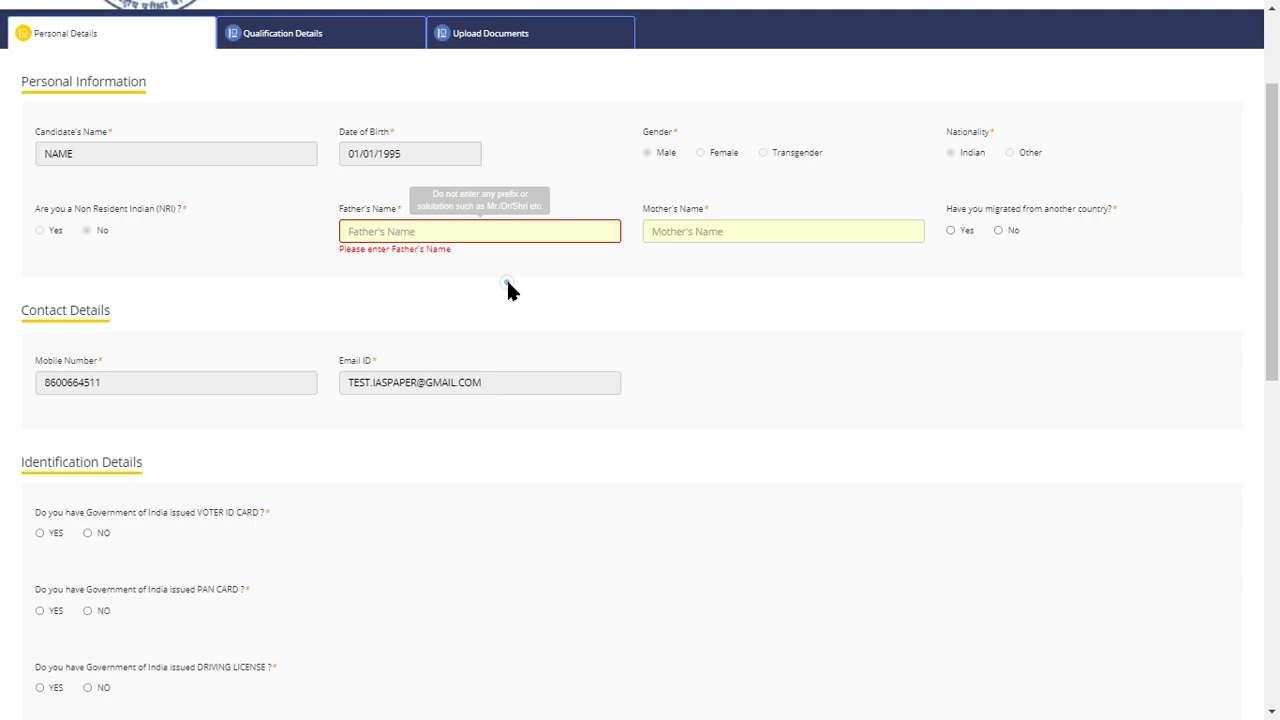 राष्ट्रीय परीक्षा बो
Personal Details
Qualification Details
Upload Documents
Personal Information
Candidate's Name*
Date of Birth*
Gender*
Nationality*
NAME
01/01/1995
Male
Female
Transgender
Indian
Other
Do not enter any prefix or
salutation such as Mr./Dr/Shri etc.
Are you a Non Resident Indian (NRI) ?*
Father's Name*
Mother's Name*
Have you migrated from another country?*
Yes
No
Father's Name
Mother's Name
Yes
No
Please enter Father's Name
Contact Details
Mobile Number*
Email ID*
8600664511
TEST.IASPAPER@GMAIL.COM
Identification Details
Do you have Government of India issued VOTER ID CARD ?*
YES
NO
Do you have Government of India issued PAN CARD ?*
YES
NO
Do you have Government of India issued DRIVING LICENSE ?*
YES
NO